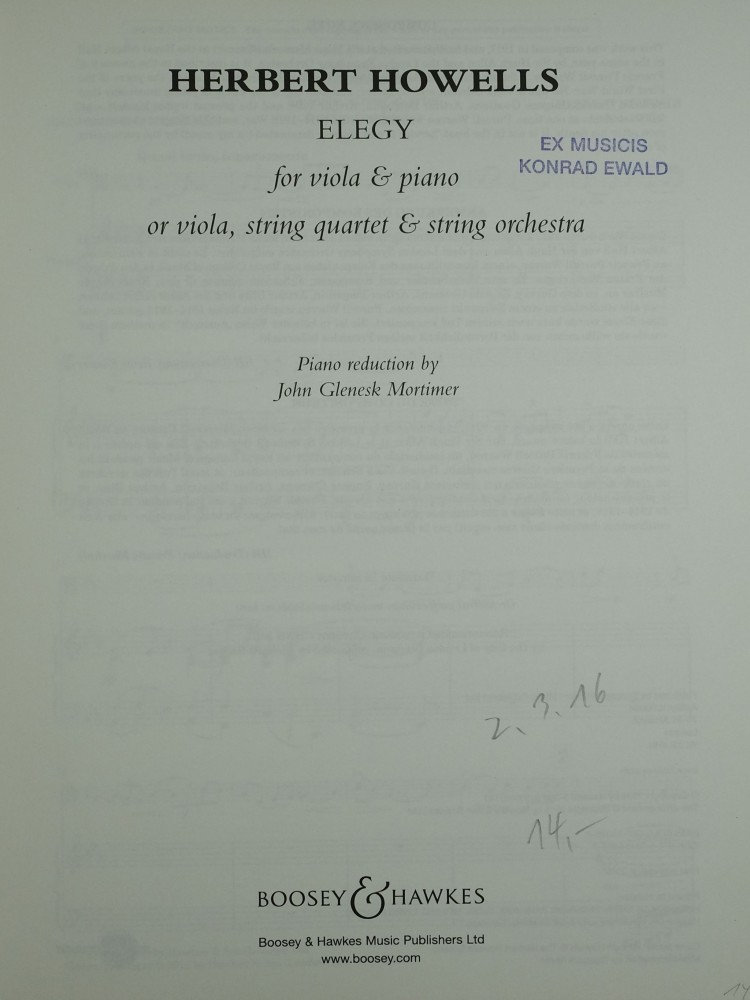 HERBERT HOWELLS
ELEGY
for viola & piano
or viola, string quartet & string orchestra
EX MUSICIS
KONRAD EWALD
Piano reduction by
John Glenesk Mortimer
2.3.16
14,-
BOOSEY & HAWKES
Boosey & Hawkes Music Publishers Ltd
www.boosey.com